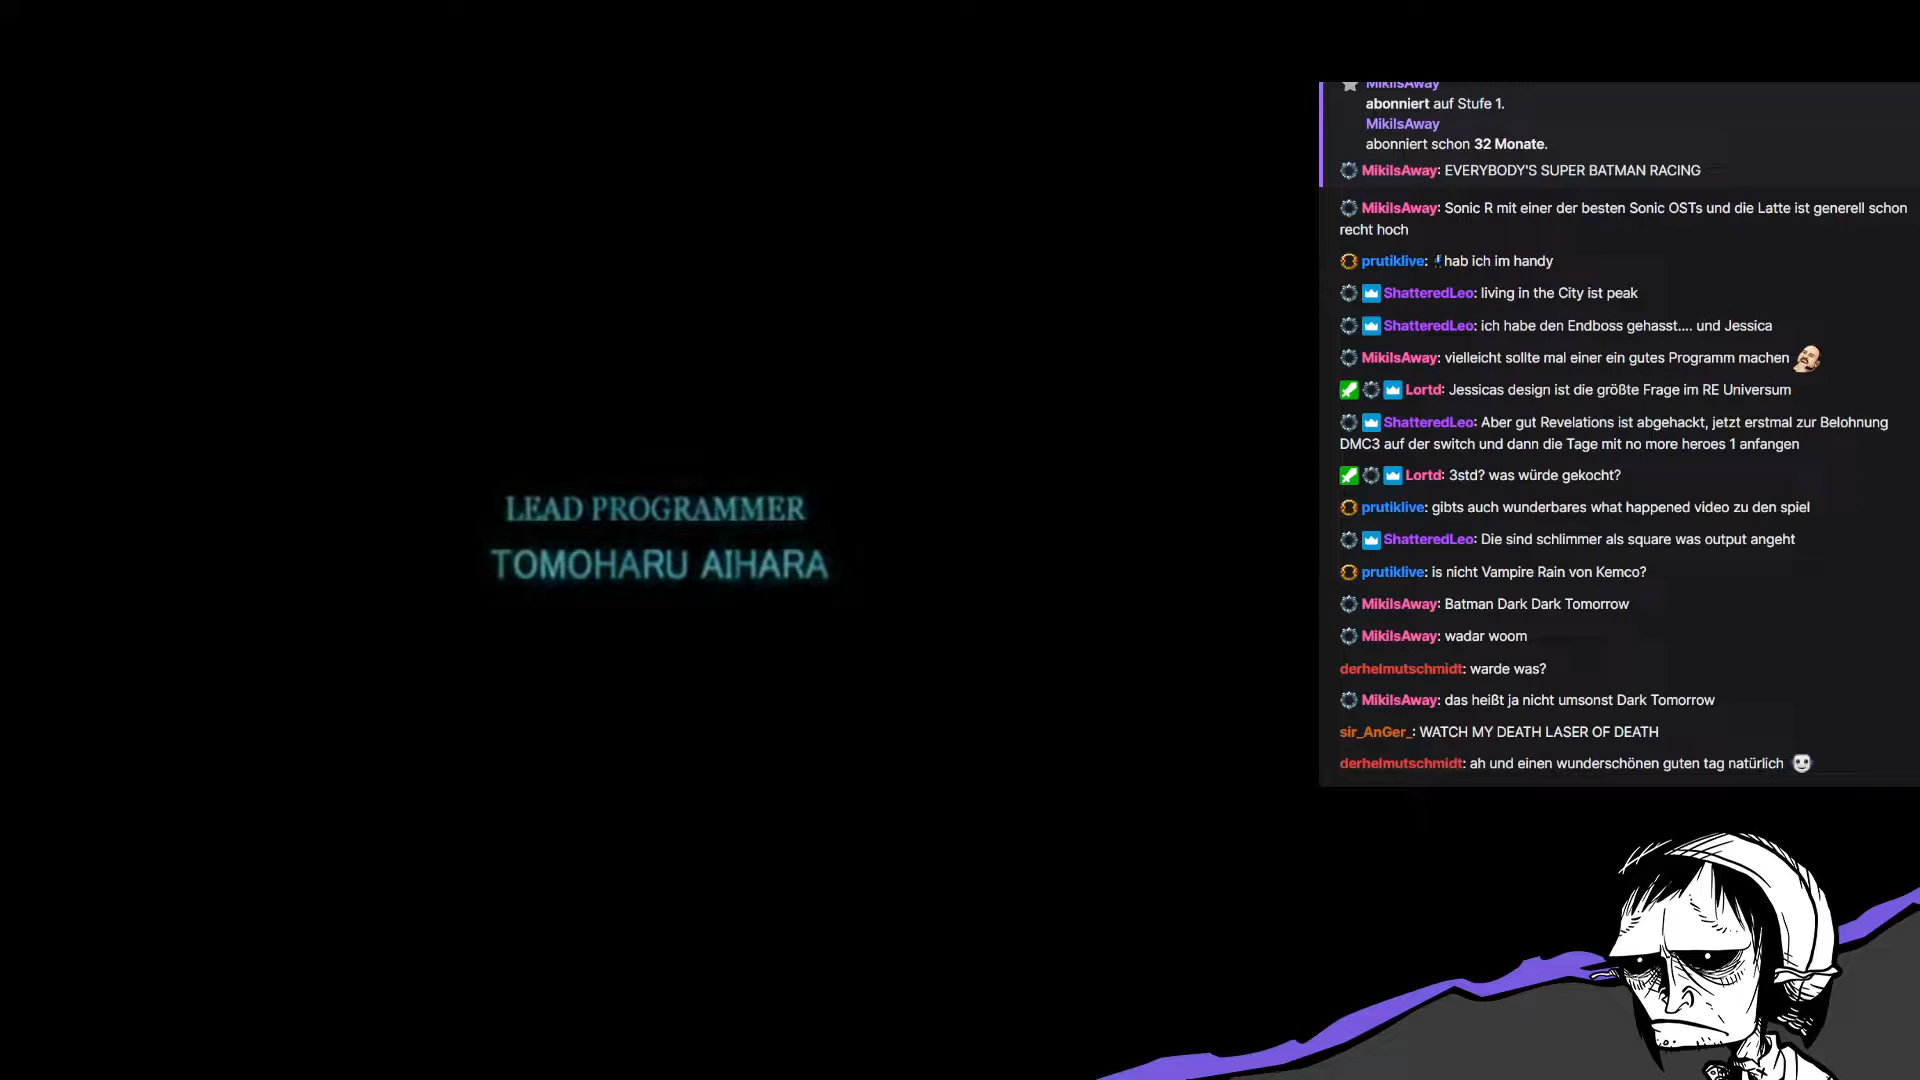 LEAD PROGRAMMER
TOMOHARU AIHARA
MikiIsAway
abonniert auf Stufe 1.
MikiIsAway
abonniert schon 32 Monate.
MikiIsAway: EVERYBODY'S SUPER BATMAN RACING
MikiIsAway: Sonic R mit einer der besten Sonic OSTs und die Latte ist generell schon
recht hoch
prutiklive: hab ich im handy
ShatteredLeo: living in the City ist peak
ShatteredLeo: ich habe den Endboss gehasst.... und Jessica
MikiIsAway: vielleicht sollte mal einer ein gutes Programm machen
Lortd: Jessicas design ist die größte Frage im RE Universum
ShatteredLeo: Aber gut Revelations ist abgehackt, jetzt erstmal zur Belohnung
DMC3 auf der switch und dann die Tage mit no more heroes 1 anfangen
Lortd: 3std? was würde gekocht?
prutiklive: gibts auch wunderbares what happened video zu den spiel
ShatteredLeo: Die sind schlimmer als square was output angeht
prutiklive: is nicht Vampire Rain von Kemco?
MikiIsAway: Batman Dark Dark Tomorrow
MikiIsAway: wadar woom
derhelmutschmidt: warde was?
MikiIsAway: das heißt ja nicht umsonst Dark Tomorrow
sir_AnGer_: WATCH MY DEATH LASER OF DEATH
derhelmutschmidt: ah und einen wunderschönen guten tag natürlich